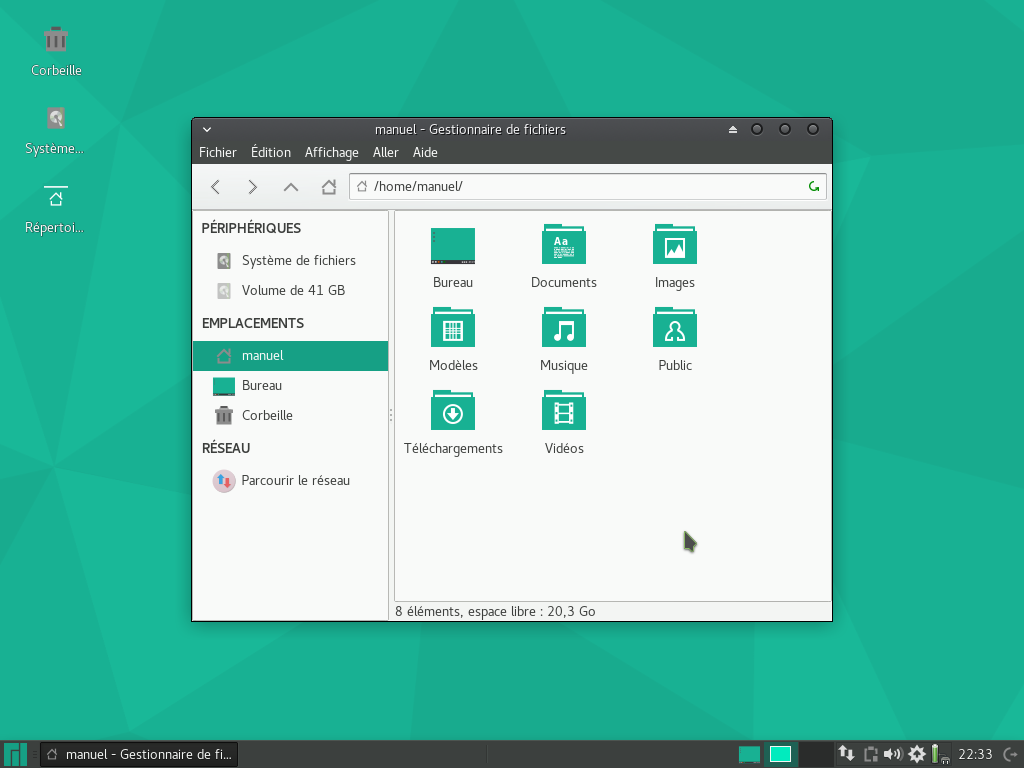 Corbeille
Système...
Répertoi...
manuel - Gestionnaire de fichiers
Fichier Édition Affichage Aller Aide
/home/manuel/
PÉRIPHÉRIQUES
Système de fichiers
Volume de 41 GB
EMPLACEMENTS
manuel
Bureau
Corbeille
RÉSEAU
Parcourir le réseau
Bureau
Aa
Documents
Images
Modèles
Musique
Public
Téléchargements
Vidéos
8 éléments, espace libre : 20,3 Go
manuel - Gestionnaire de fi...
22:33